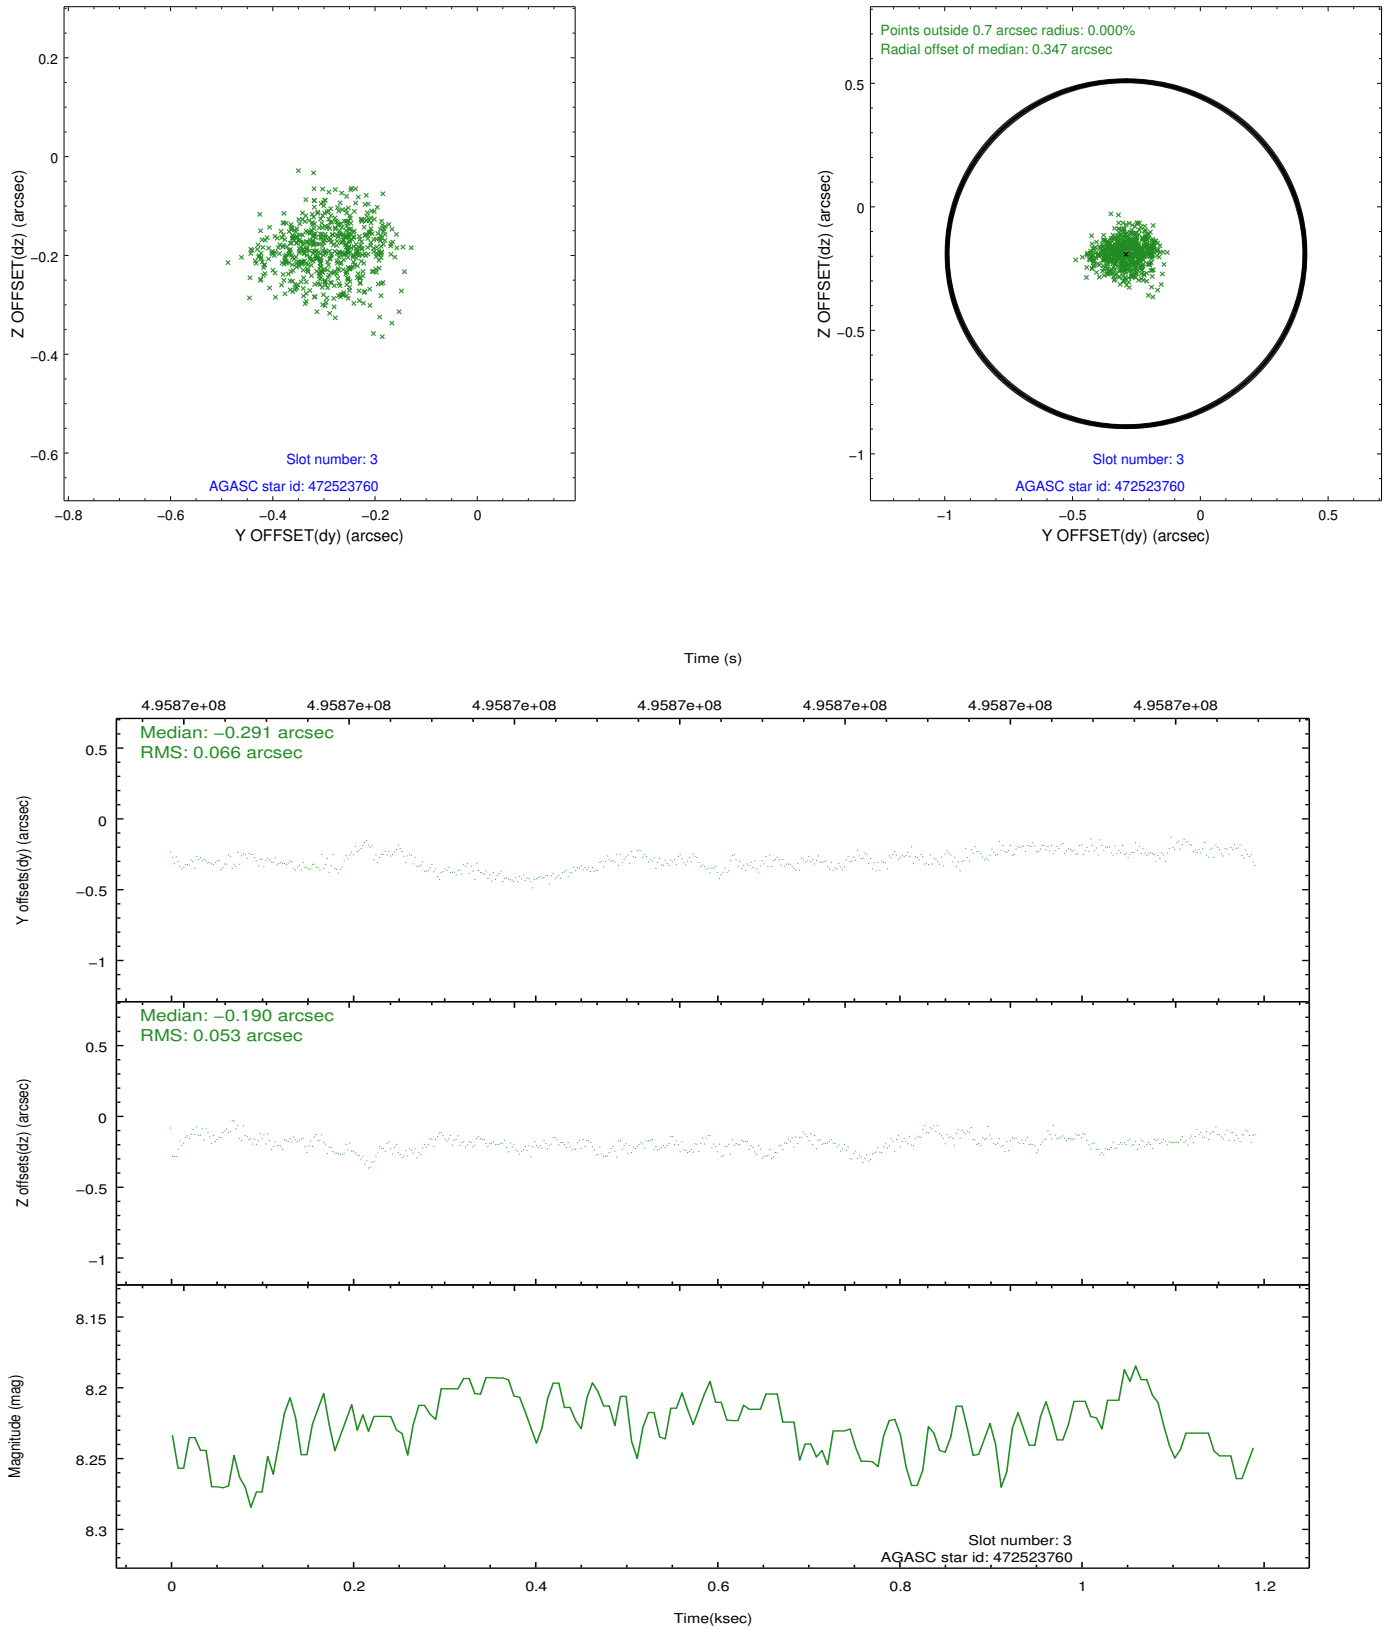 0.2
0
−0.2
−0.4
−0.6
−0.8
−0.6
−0.4
−0.2
0
Z OFFSET(dz) (arcsec)
Y OFFSET(dy) (arcsec)
Slot number: 3
AGASC star id: 472523760
Points outside 0.7 arcsec radius: 0.000%
Radial offset of median: 0.347 arcsec
0.5
0
−0.5
−1
−1
−0.5
0
0.5
Z OFFSET(dz) (arcsec)
Y OFFSET(dy) (arcsec)
Slot number: 3
AGASC star id: 472523760
Time (s)
4.9587e+08 4.9587e+08 4.9587e+08 4.9587e+08 4.9587e+08 4.9587e+08 4.9587e+08
Median: −0.291 arcsec
RMS: 0.066 arcsec
0.5
0
−0.5
−1
Y offsets(dy) (arcsec)
Median: −0.190 arcsec
RMS: 0.053 arcsec
0.5
0
−0.5
−1
Z offsets(dz) (arcsec)
8.15
8.2
8.25
8.3
Magnitude (mag)
Slot number: 3
AGASC star id: 472523760
0 0.2 0.4 0.6 0.8 1 1.2
Time(ksec)